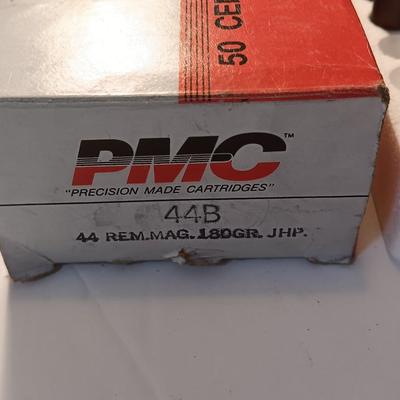 50 CE
PMC™
"PRECISION MADE CARTRIDGES"
44B
44 REM.MAG. 180GR. JHP.